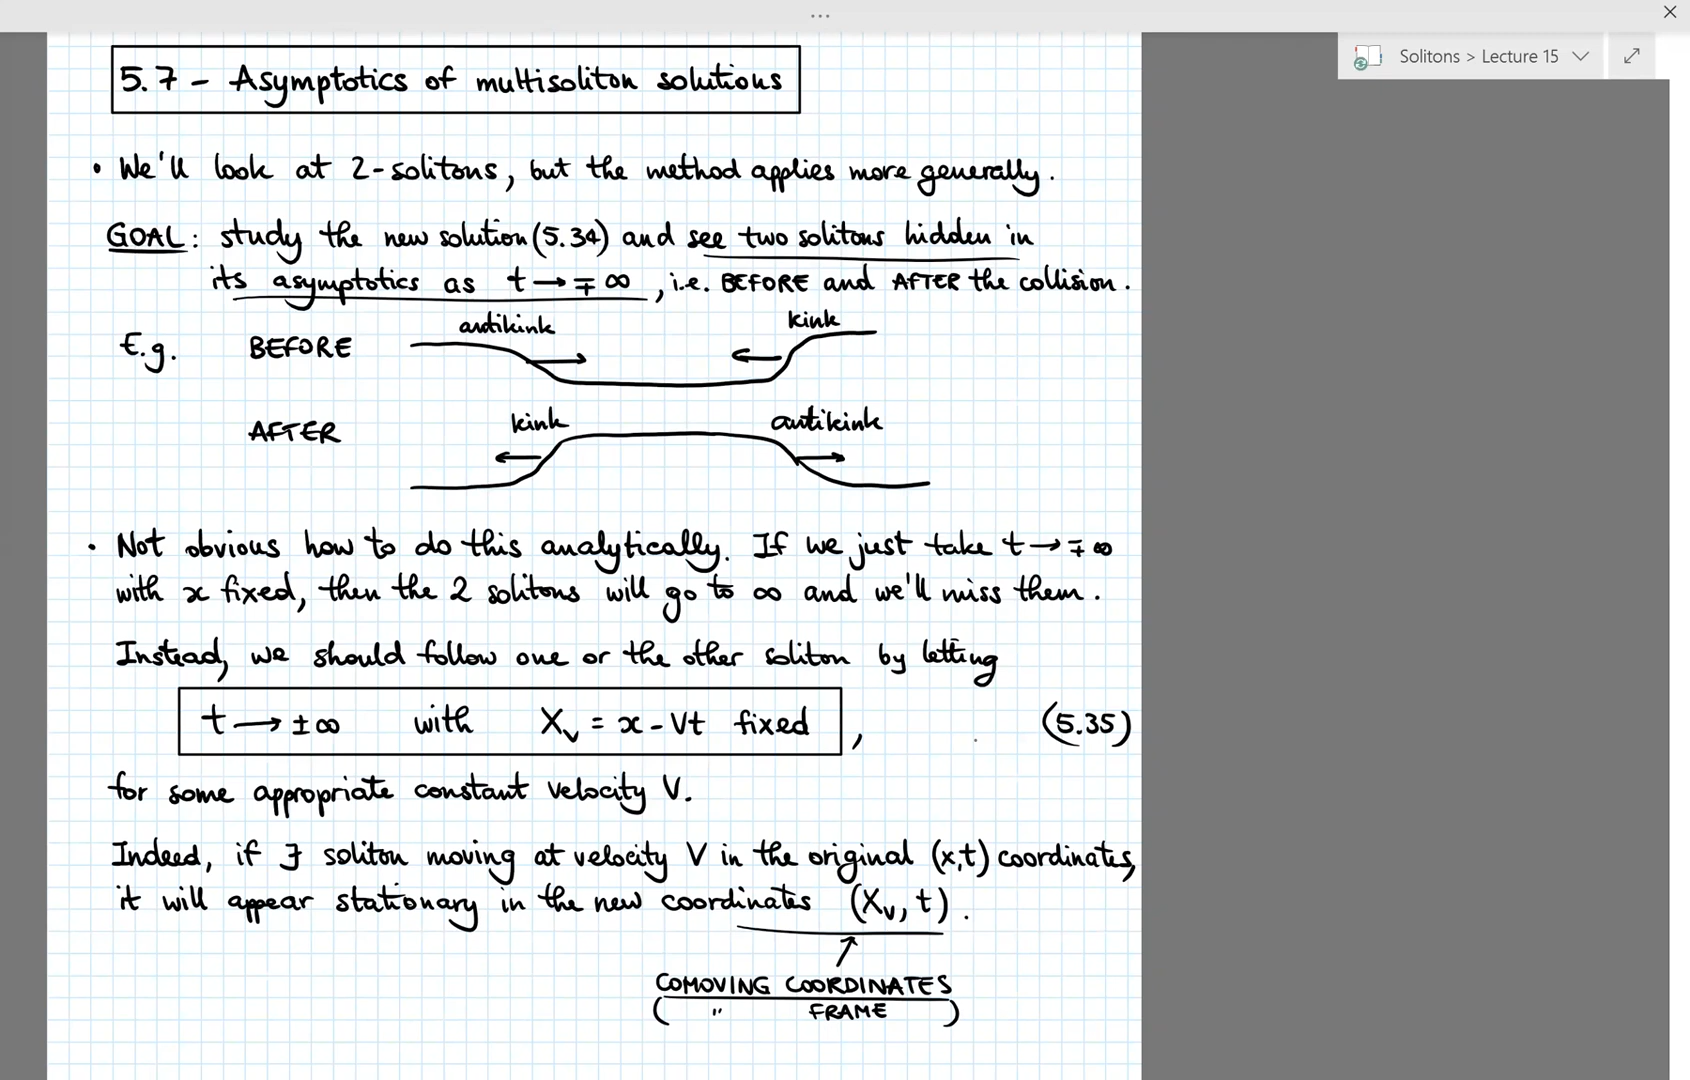 Solitons > Lecture 15
5.7 - Asymptotics of multisoliton solutions
• We'll look at 2-solitons, but the method applies more generally.
GOAL: study the new solution (5.34) and see two solitons hidden in
its asymptotics as t → ∓∞, i.e. BEFORE and AFTER the collision.
antikink kink
E.g. BEFORE
kink antikink
AFTER
• Not obvious how to do this analytically. If we just take t → ∓∞
with x fixed, then the 2 solitons will go to ∞ and we'll miss them.
Instead, we should follow one or the other soliton by letting
t → ±∞ with X_V = x - Vt fixed, (5.35)
for some appropriate constant velocity V.
Indeed, if ∃ soliton moving at velocity V in the original (x,t) coordinates,
it will appear stationary in the new coordinates (X_V, t).
COMOVING COORDINATES
( " FRAME )